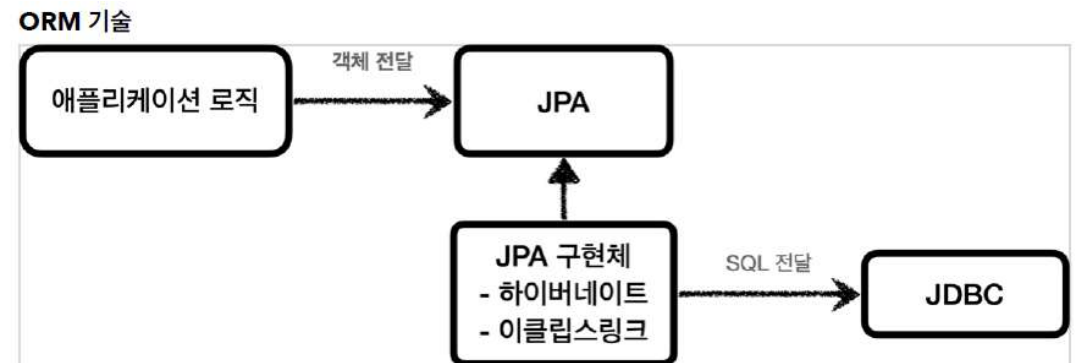 ORM 기술
객체 전달
애플리케이션 로직
JPA
JPA 구현체
- 하이버네이트
- 이클립스링크
SQL 전달
JDBC